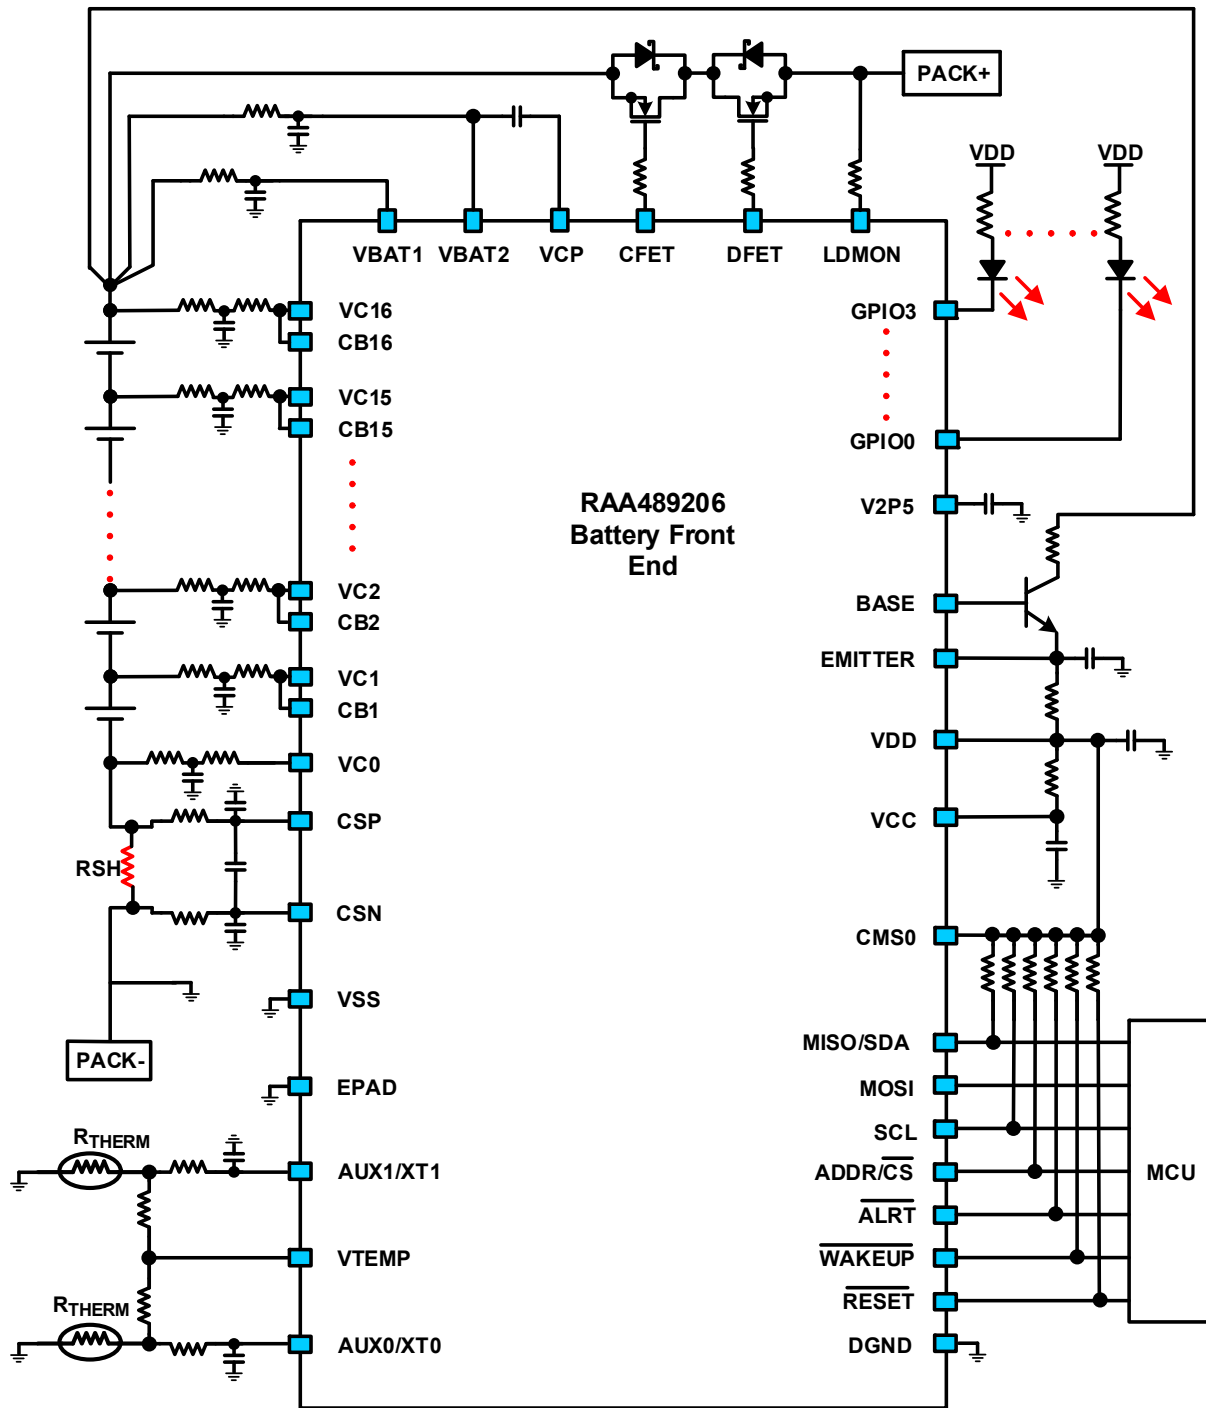 PACK+
VDD
VDD
VBAT1
VBAT2
VCP
CFET
DFET
LDMON
VC16
CB16
VC15
CB15
VC2
CB2
VC1
CB1
VC0
CSP
RSH
CSN
VSS
PACK-
EPAD
RTHERM
AUX1/XT1
VTEMP
RTHERM
AUX0/XT0
RAA489206
Battery Front
End
GPIO3
GPIO0
V2P5
BASE
EMITTER
VDD
VCC
CMS0
MISO/SDA
MOSI
SCL
ADDR/CS
ALRT
WAKEUP
RESET
DGND
MCU